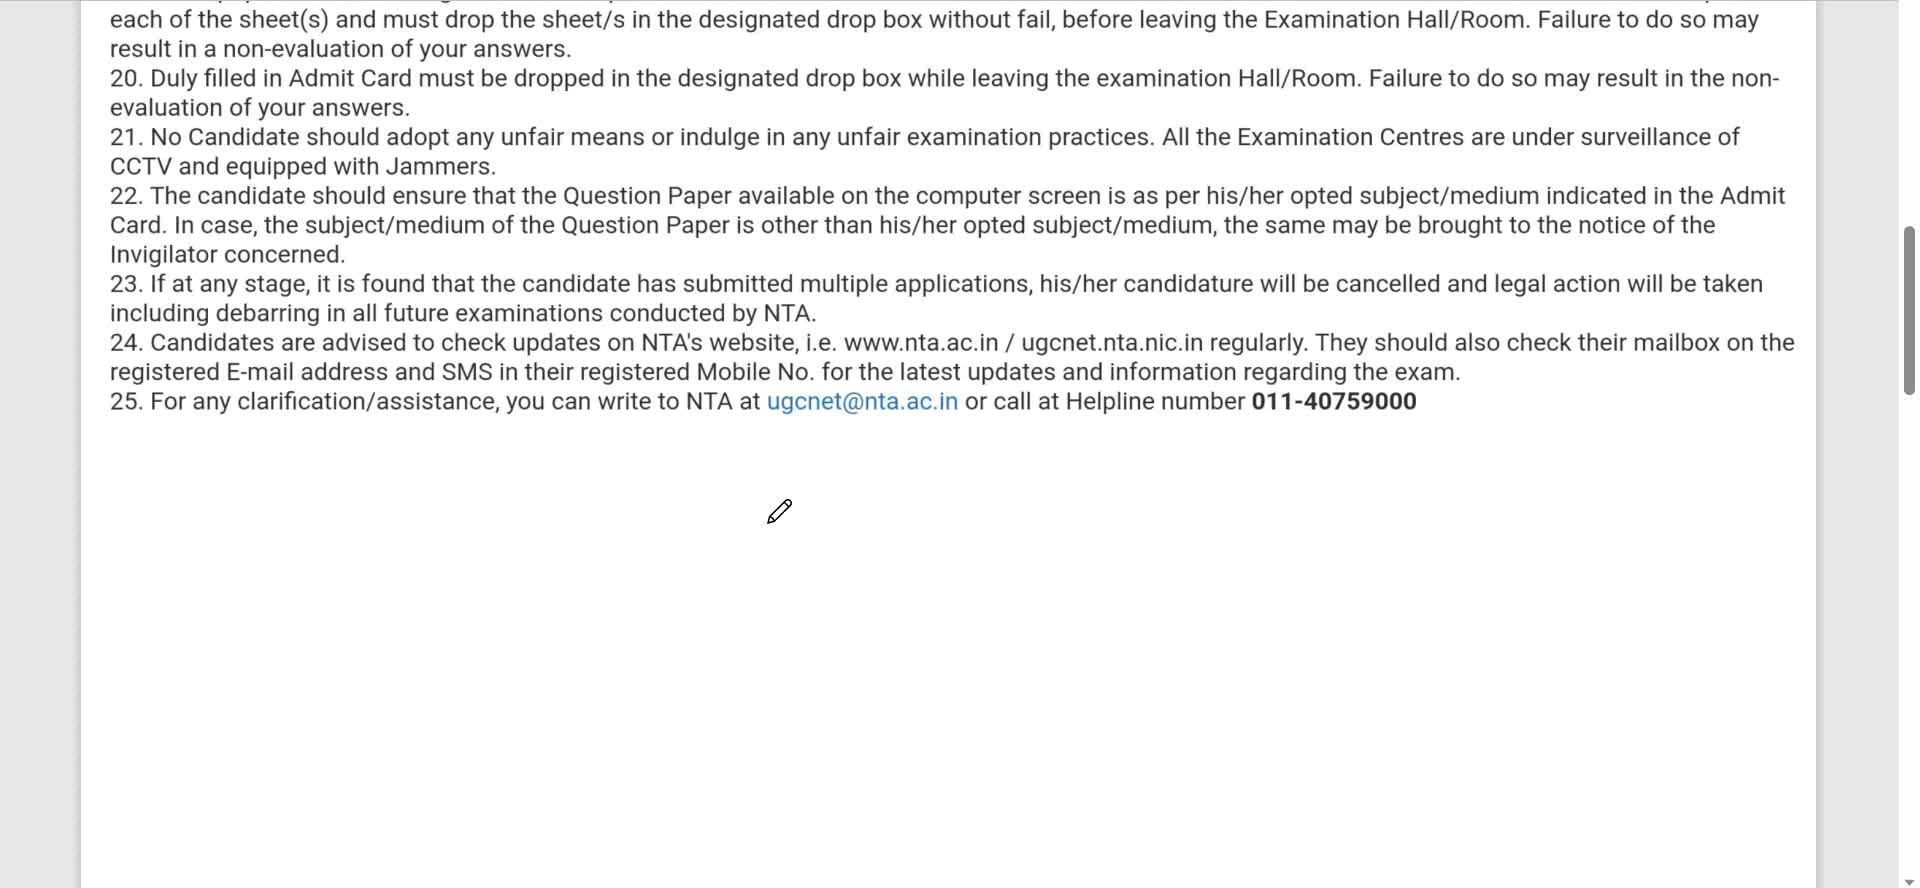 each of the sheet(s) and must drop the sheet/s in the designated drop box without fail, before leaving the Examination Hall/Room. Failure to do so may
result in a non-evaluation of your answers.
20. Duly filled in Admit Card must be dropped in the designated drop box while leaving the examination Hall/Room. Failure to do so may result in the non-
evaluation of your answers.
21. No Candidate should adopt any unfair means or indulge in any unfair examination practices. All the Examination Centres are under surveillance of
CCTV and equipped with Jammers.
22. The candidate should ensure that the Question Paper available on the computer screen is as per his/her opted subject/medium indicated in the Admit
Card. In case, the subject/medium of the Question Paper is other than his/her opted subject/medium, the same may be brought to the notice of the
Invigilator concerned.
23. If at any stage, it is found that the candidate has submitted multiple applications, his/her candidature will be cancelled and legal action will be taken
including debarring in all future examinations conducted by NTA.
24. Candidates are advised to check updates on NTA's website, i.e. www.nta.ac.in / ugcnet.nta.nic.in regularly. They should also check their mailbox on the
registered E-mail address and SMS in their registered Mobile No. for the latest updates and information regarding the exam.
25. For any clarification/assistance, you can write to NTA at ugcnet@nta.ac.in or call at Helpline number 011-40759000